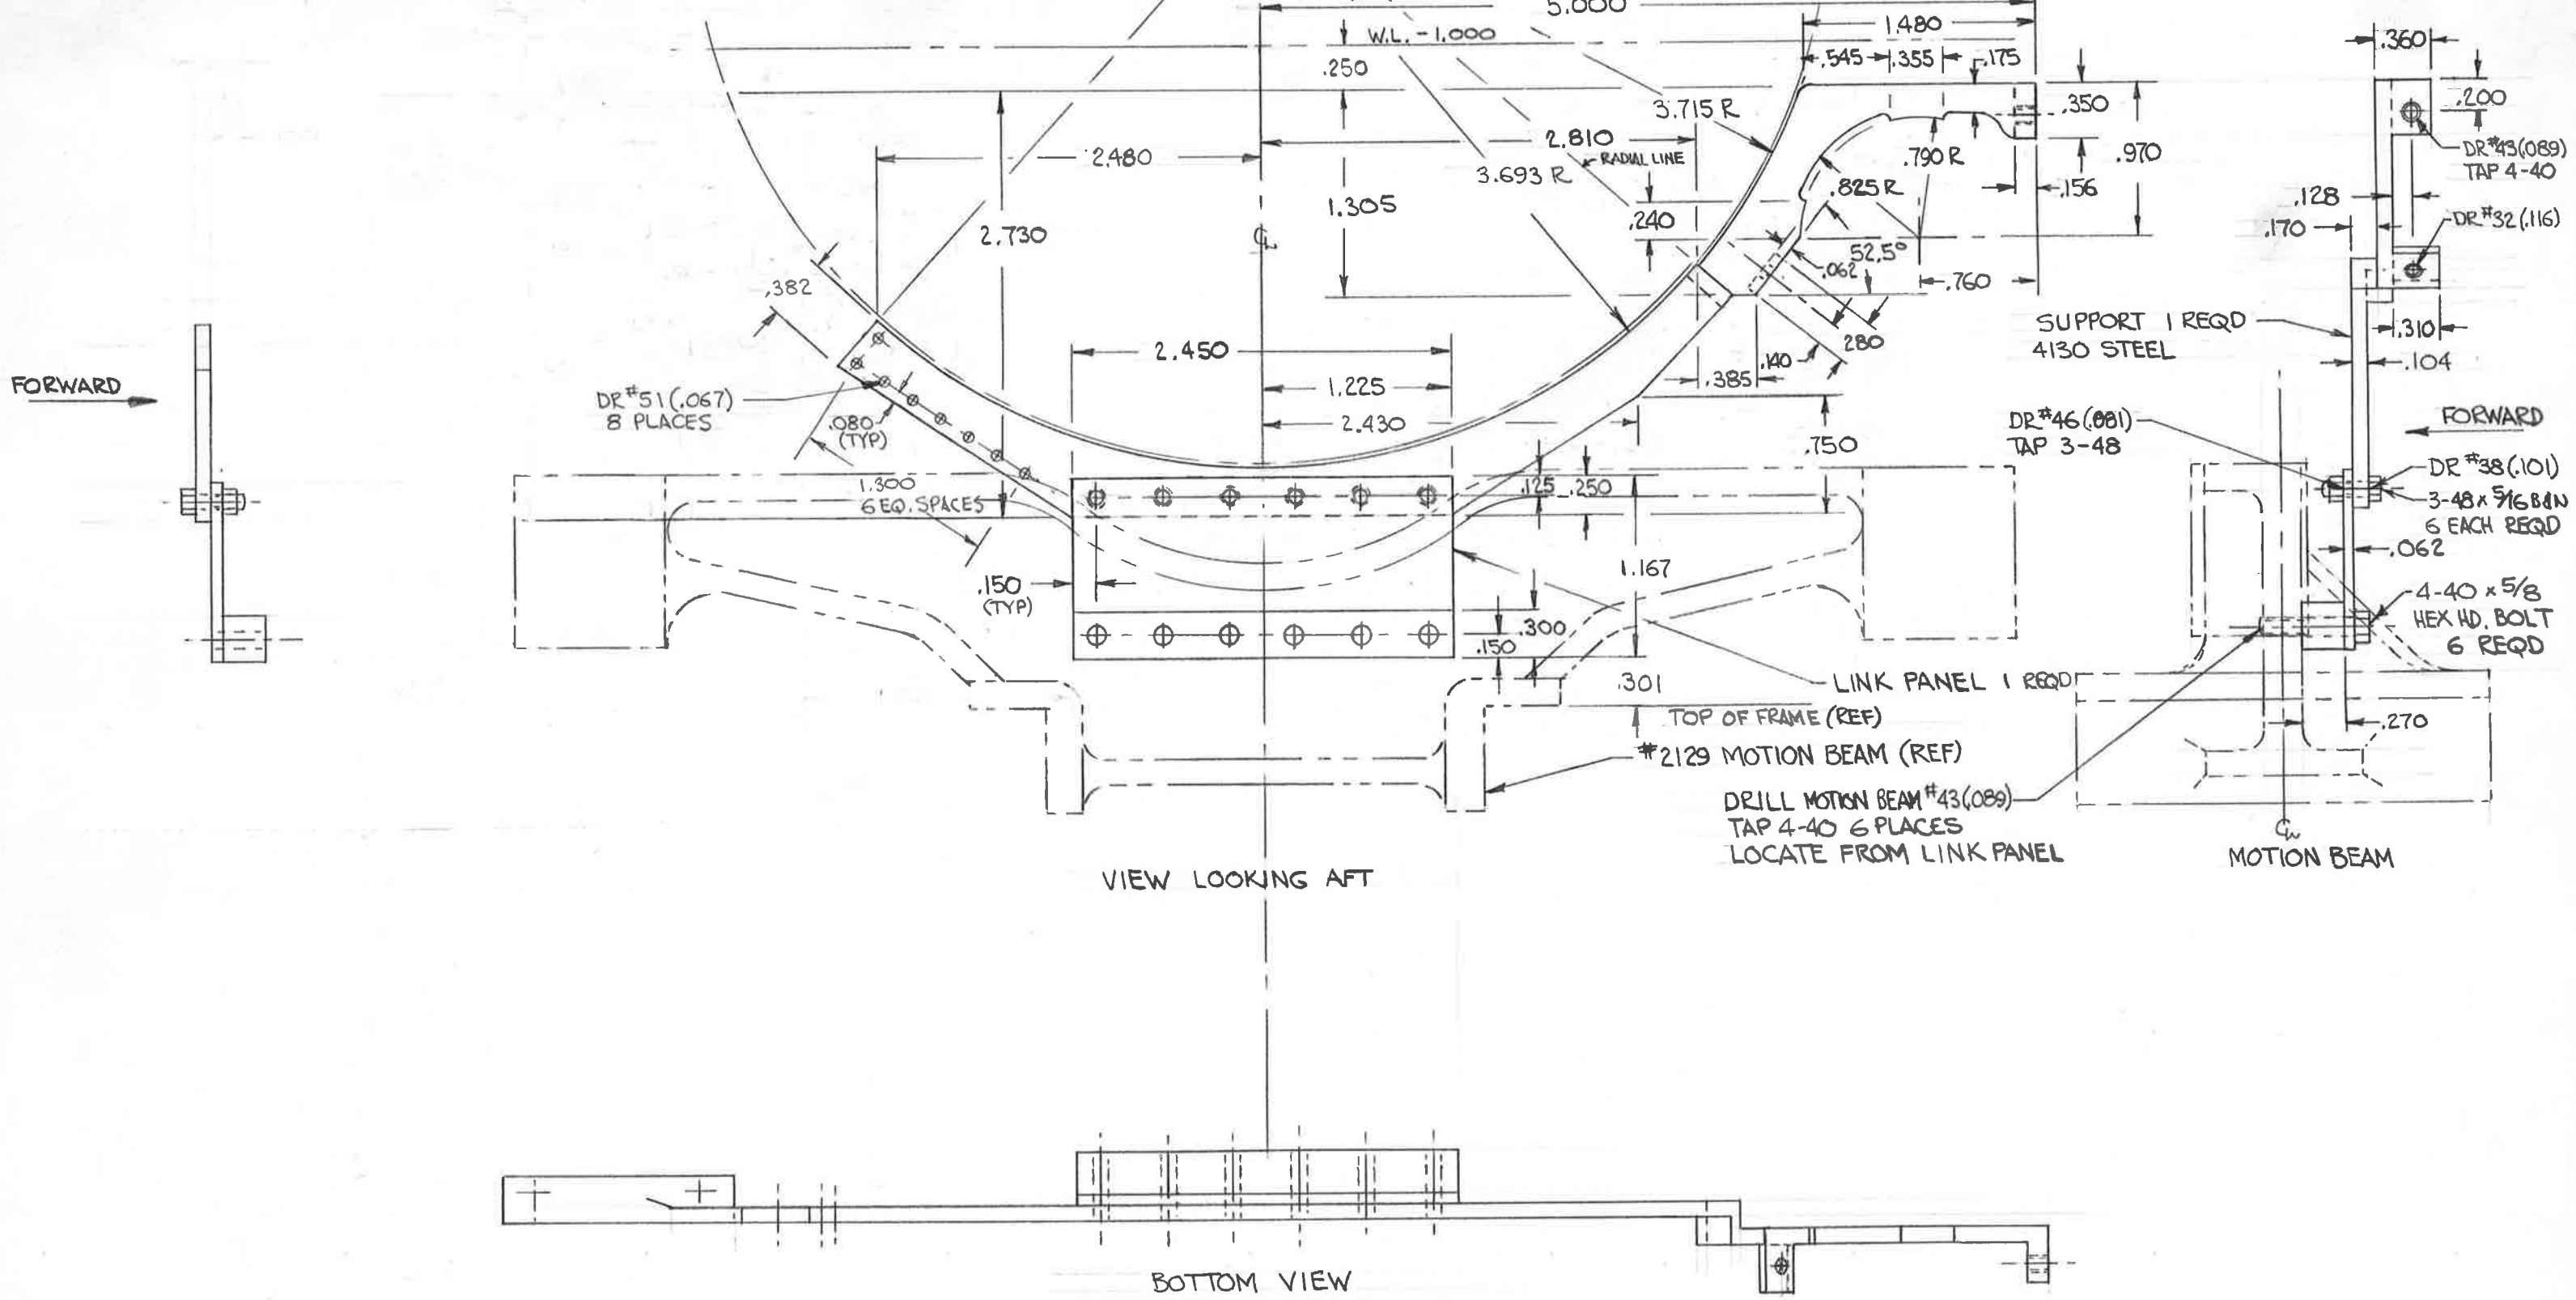 5.000
W.L. -1.000
1.480
.250
.545
.355
.175
.360
.200
3.715 R
.350
2.480
2.810
RADIAL LINE
3.693 R
.790 R
.970
DR #43(.089)
TAP 4-40
.825 R
.156
.128
1.305
.240
.170
DR #32(.116)
2.730
52.5°
.062
.760
.382
SUPPORT 1 REQD
4130 STEEL
.310
2.450
.280
.140
.104
FORWARD
1.225
.385
DR #51(.067)
8 PLACES
.080
(TYP)
2.430
.750
DR #46(.081)
TAP 3-48
FORWARD
DR #38(.101)
3-48 x 5/16 B&N
6 EACH REQD
1.300
6 EQ. SPACES
.125
.250
.062
.150
(TYP)
1.167
4-40 x 5/8
HEX HD. BOLT
6 REQD
.300
.150
.301
LINK PANEL 1 REQD
TOP OF FRAME (REF)
.270
#2129 MOTION BEAM (REF)
DRILL MOTION BEAM #43(.089)
TAP 4-40 6 PLACES
LOCATE FROM LINK PANEL
MOTION BEAM
VIEW LOOKING AFT
BOTTOM VIEW